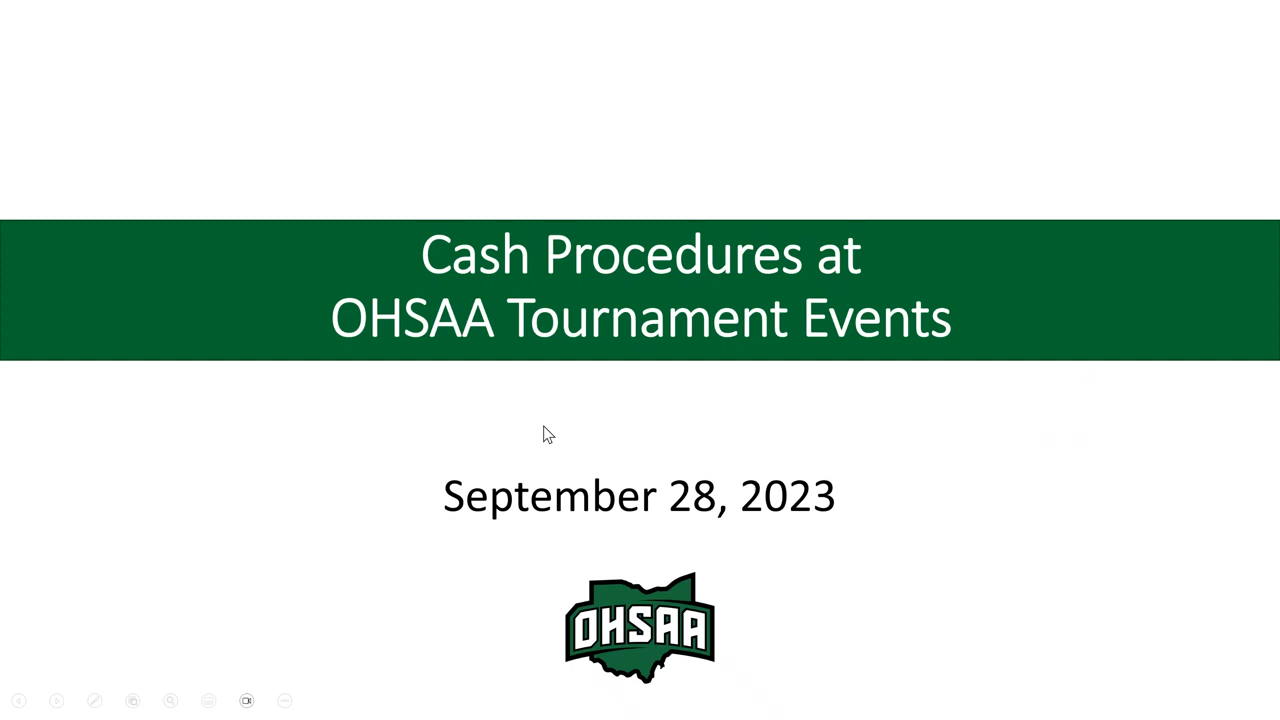 Cash Procedures at
OHSAA Tournament Events
September 28, 2023
OHSAA